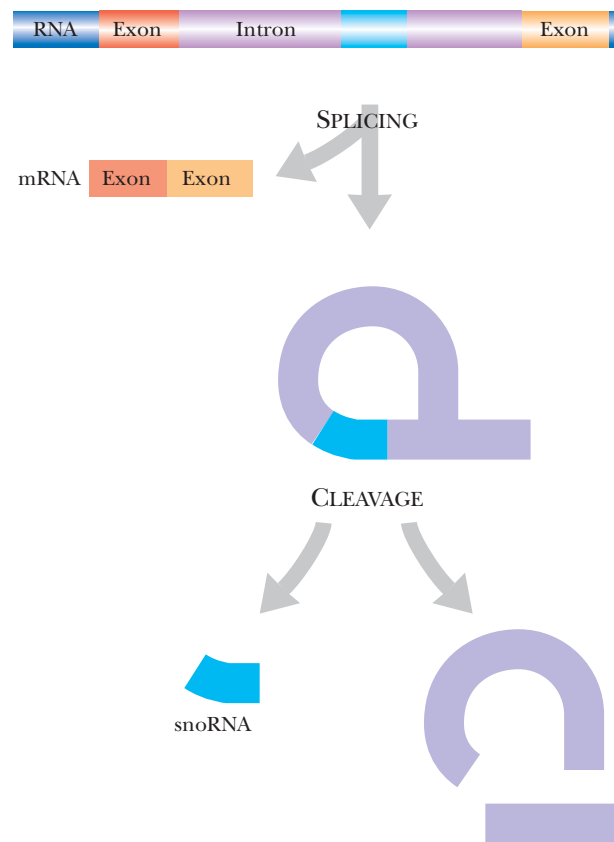 RNA Exon Intron Exon
SPLICING
mRNA Exon Exon
CLEAVAGE
snoRNA